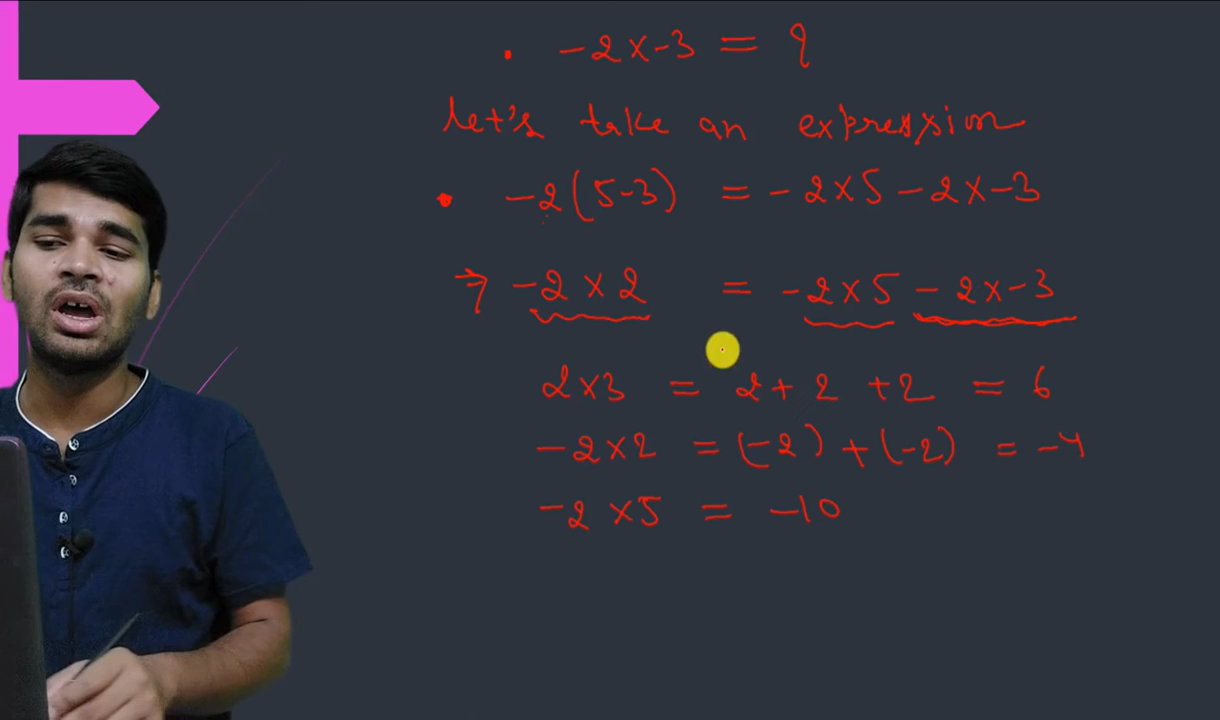 . -2x-3 = ?
let's take an expression
• -2(5-3) = -2x5-2x-3
⇒ -2x2 = -2x5-2x-3
2x3 = 2+2+2 = 6
-2x2 = (-2)+(-2) = -4
-2x5 = -10